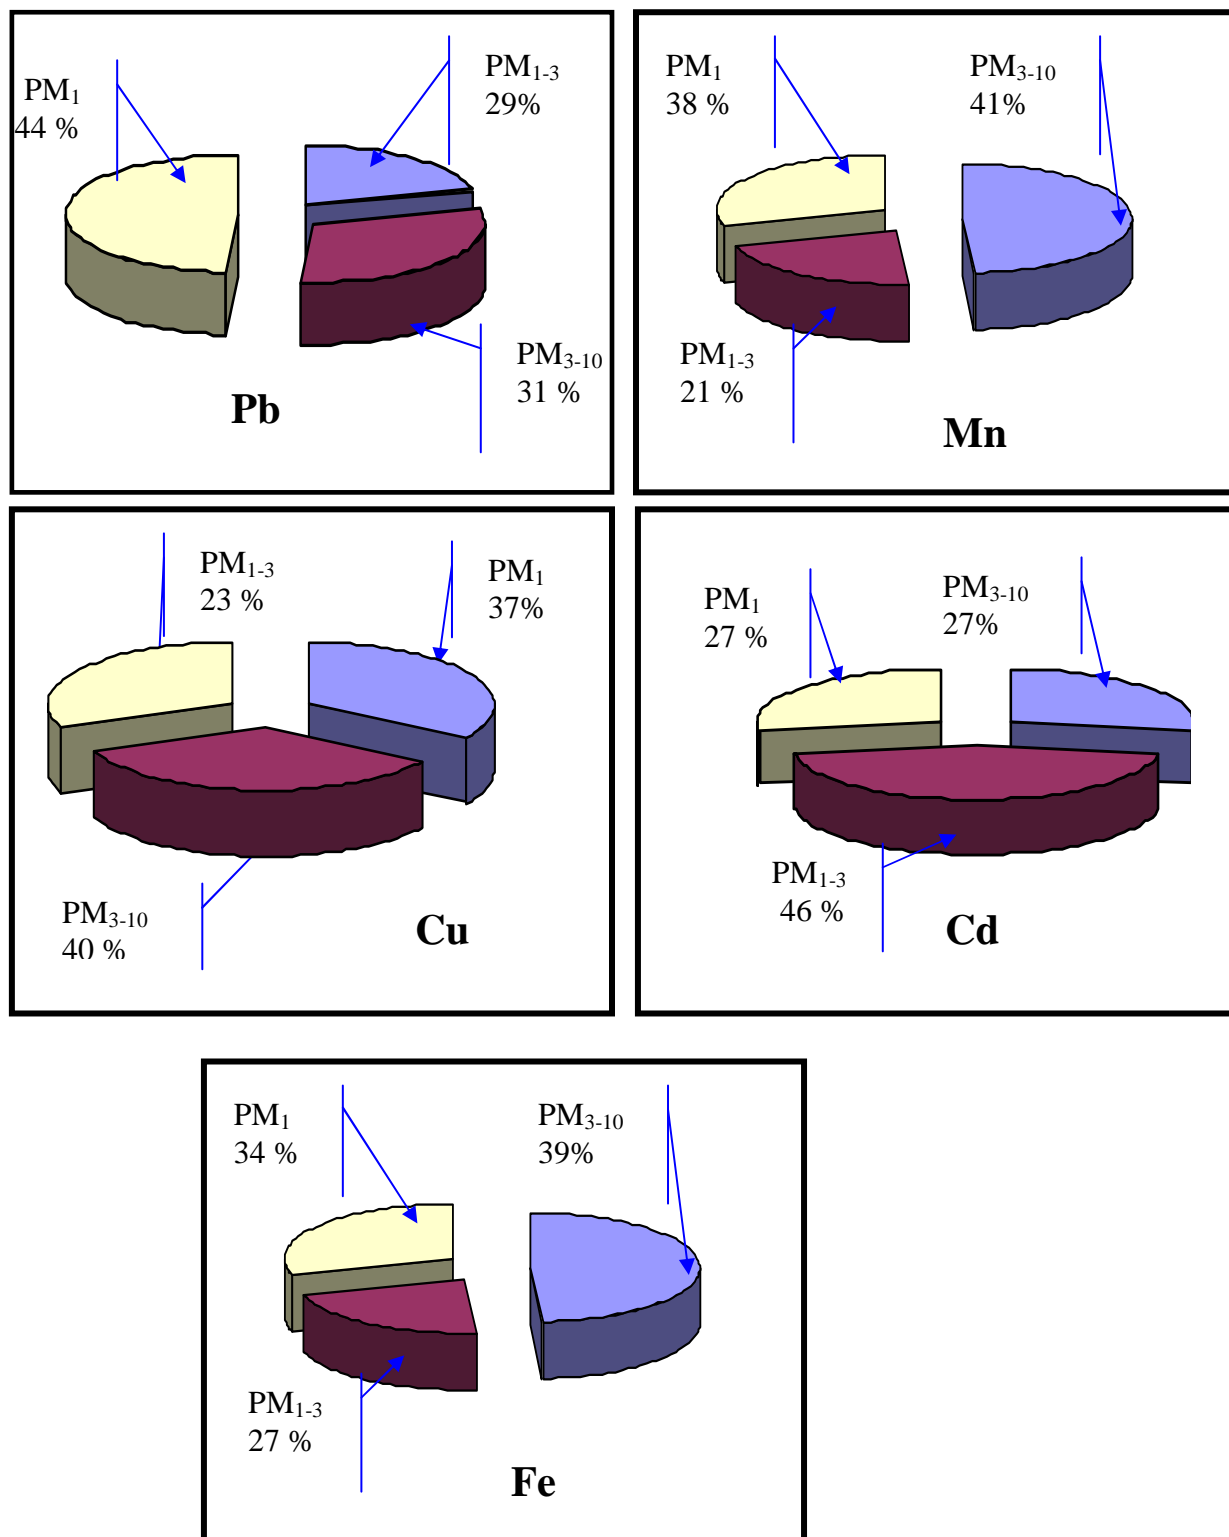 PM₁
44 %
PM₁₋₃
29%
PM₃₋₁₀
31 %
Pb
PM₁
38 %
PM₃₋₁₀
41%
PM₁₋₃
21 %
Mn
PM₁₋₃
23 %
PM₁
37%
PM₃₋₁₀
40 %
Cu
PM₁
27 %
PM₃₋₁₀
27%
PM₁₋₃
46 %
Cd
PM₁
34 %
PM₃₋₁₀
39%
PM₁₋₃
27 %
Fe